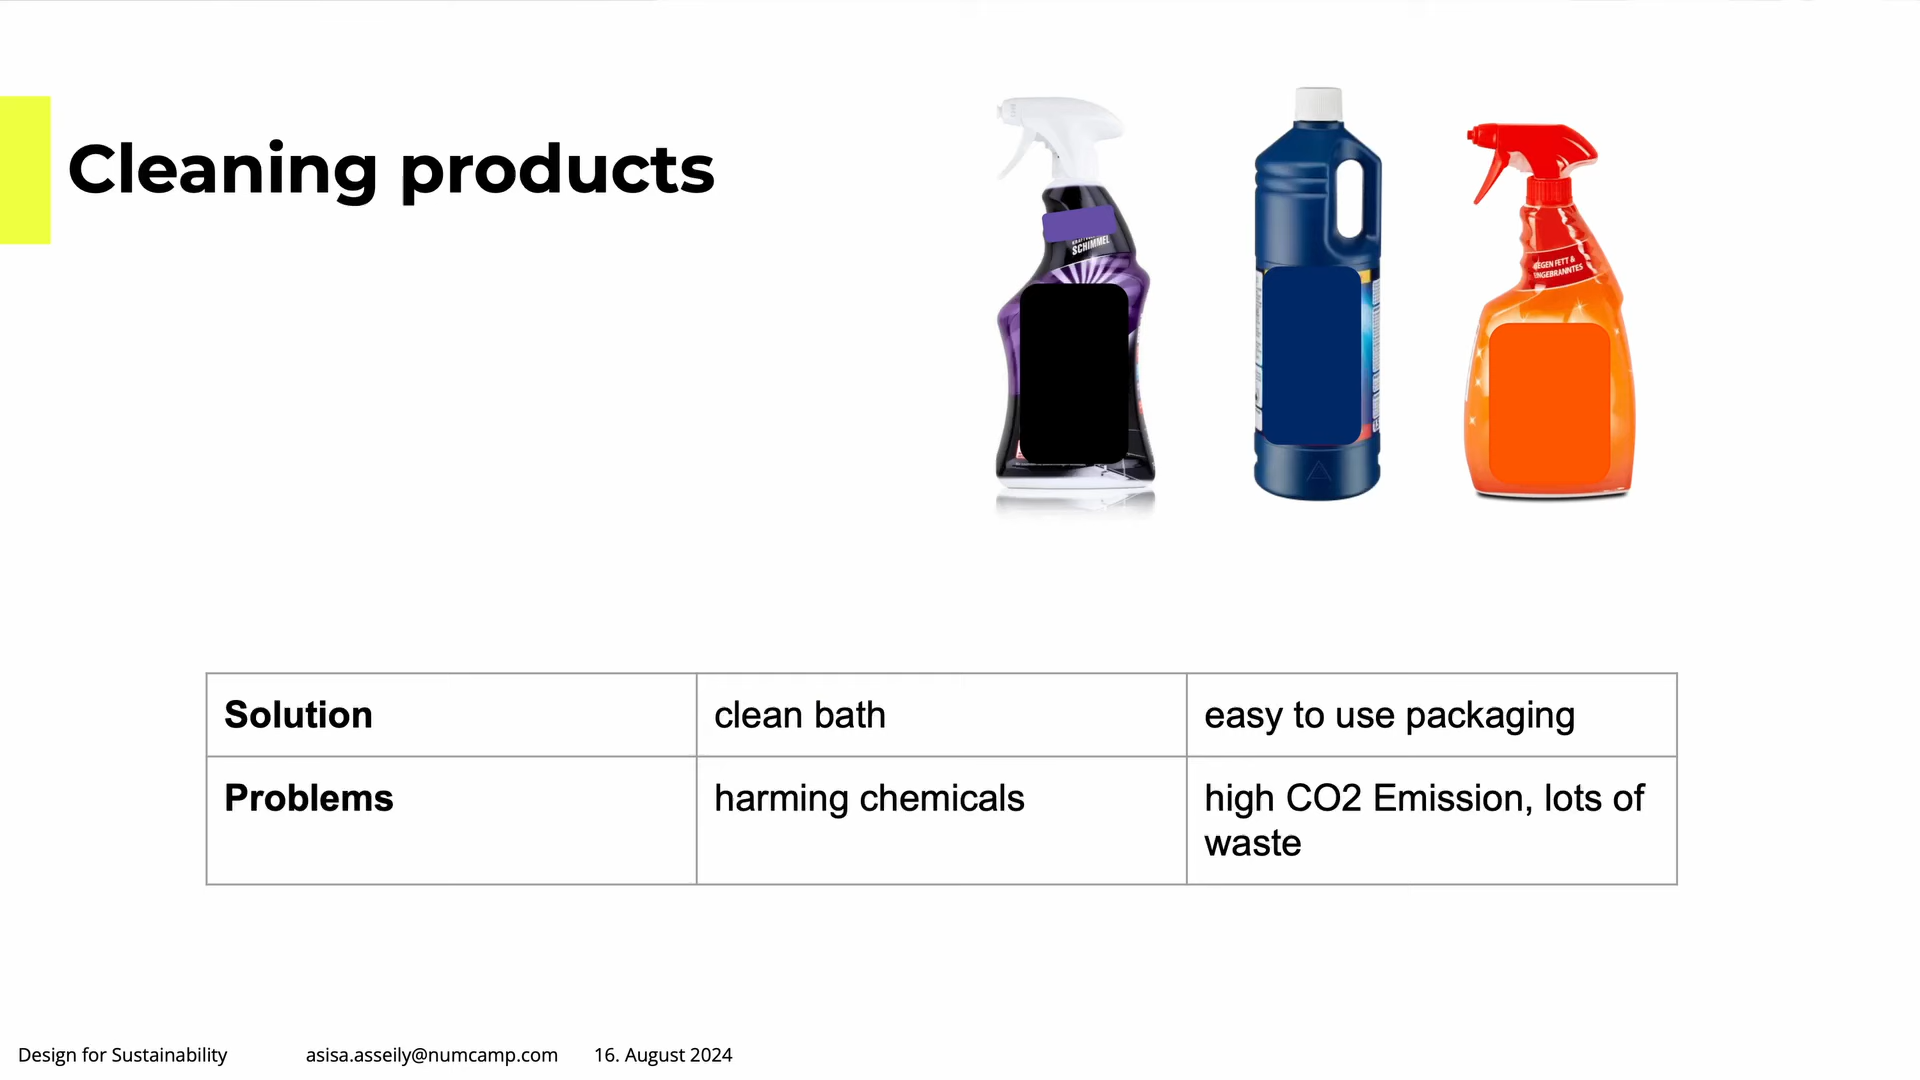 Cleaning products
SCHIMMEL
GEGEN FETT &
EINGEBRANNTES
Solution
clean bath
easy to use packaging
Problems
harming chemicals
high CO2 Emission, lots of
waste
Design for Sustainability
asisa.asseily@numcamp.com
16. August 2024